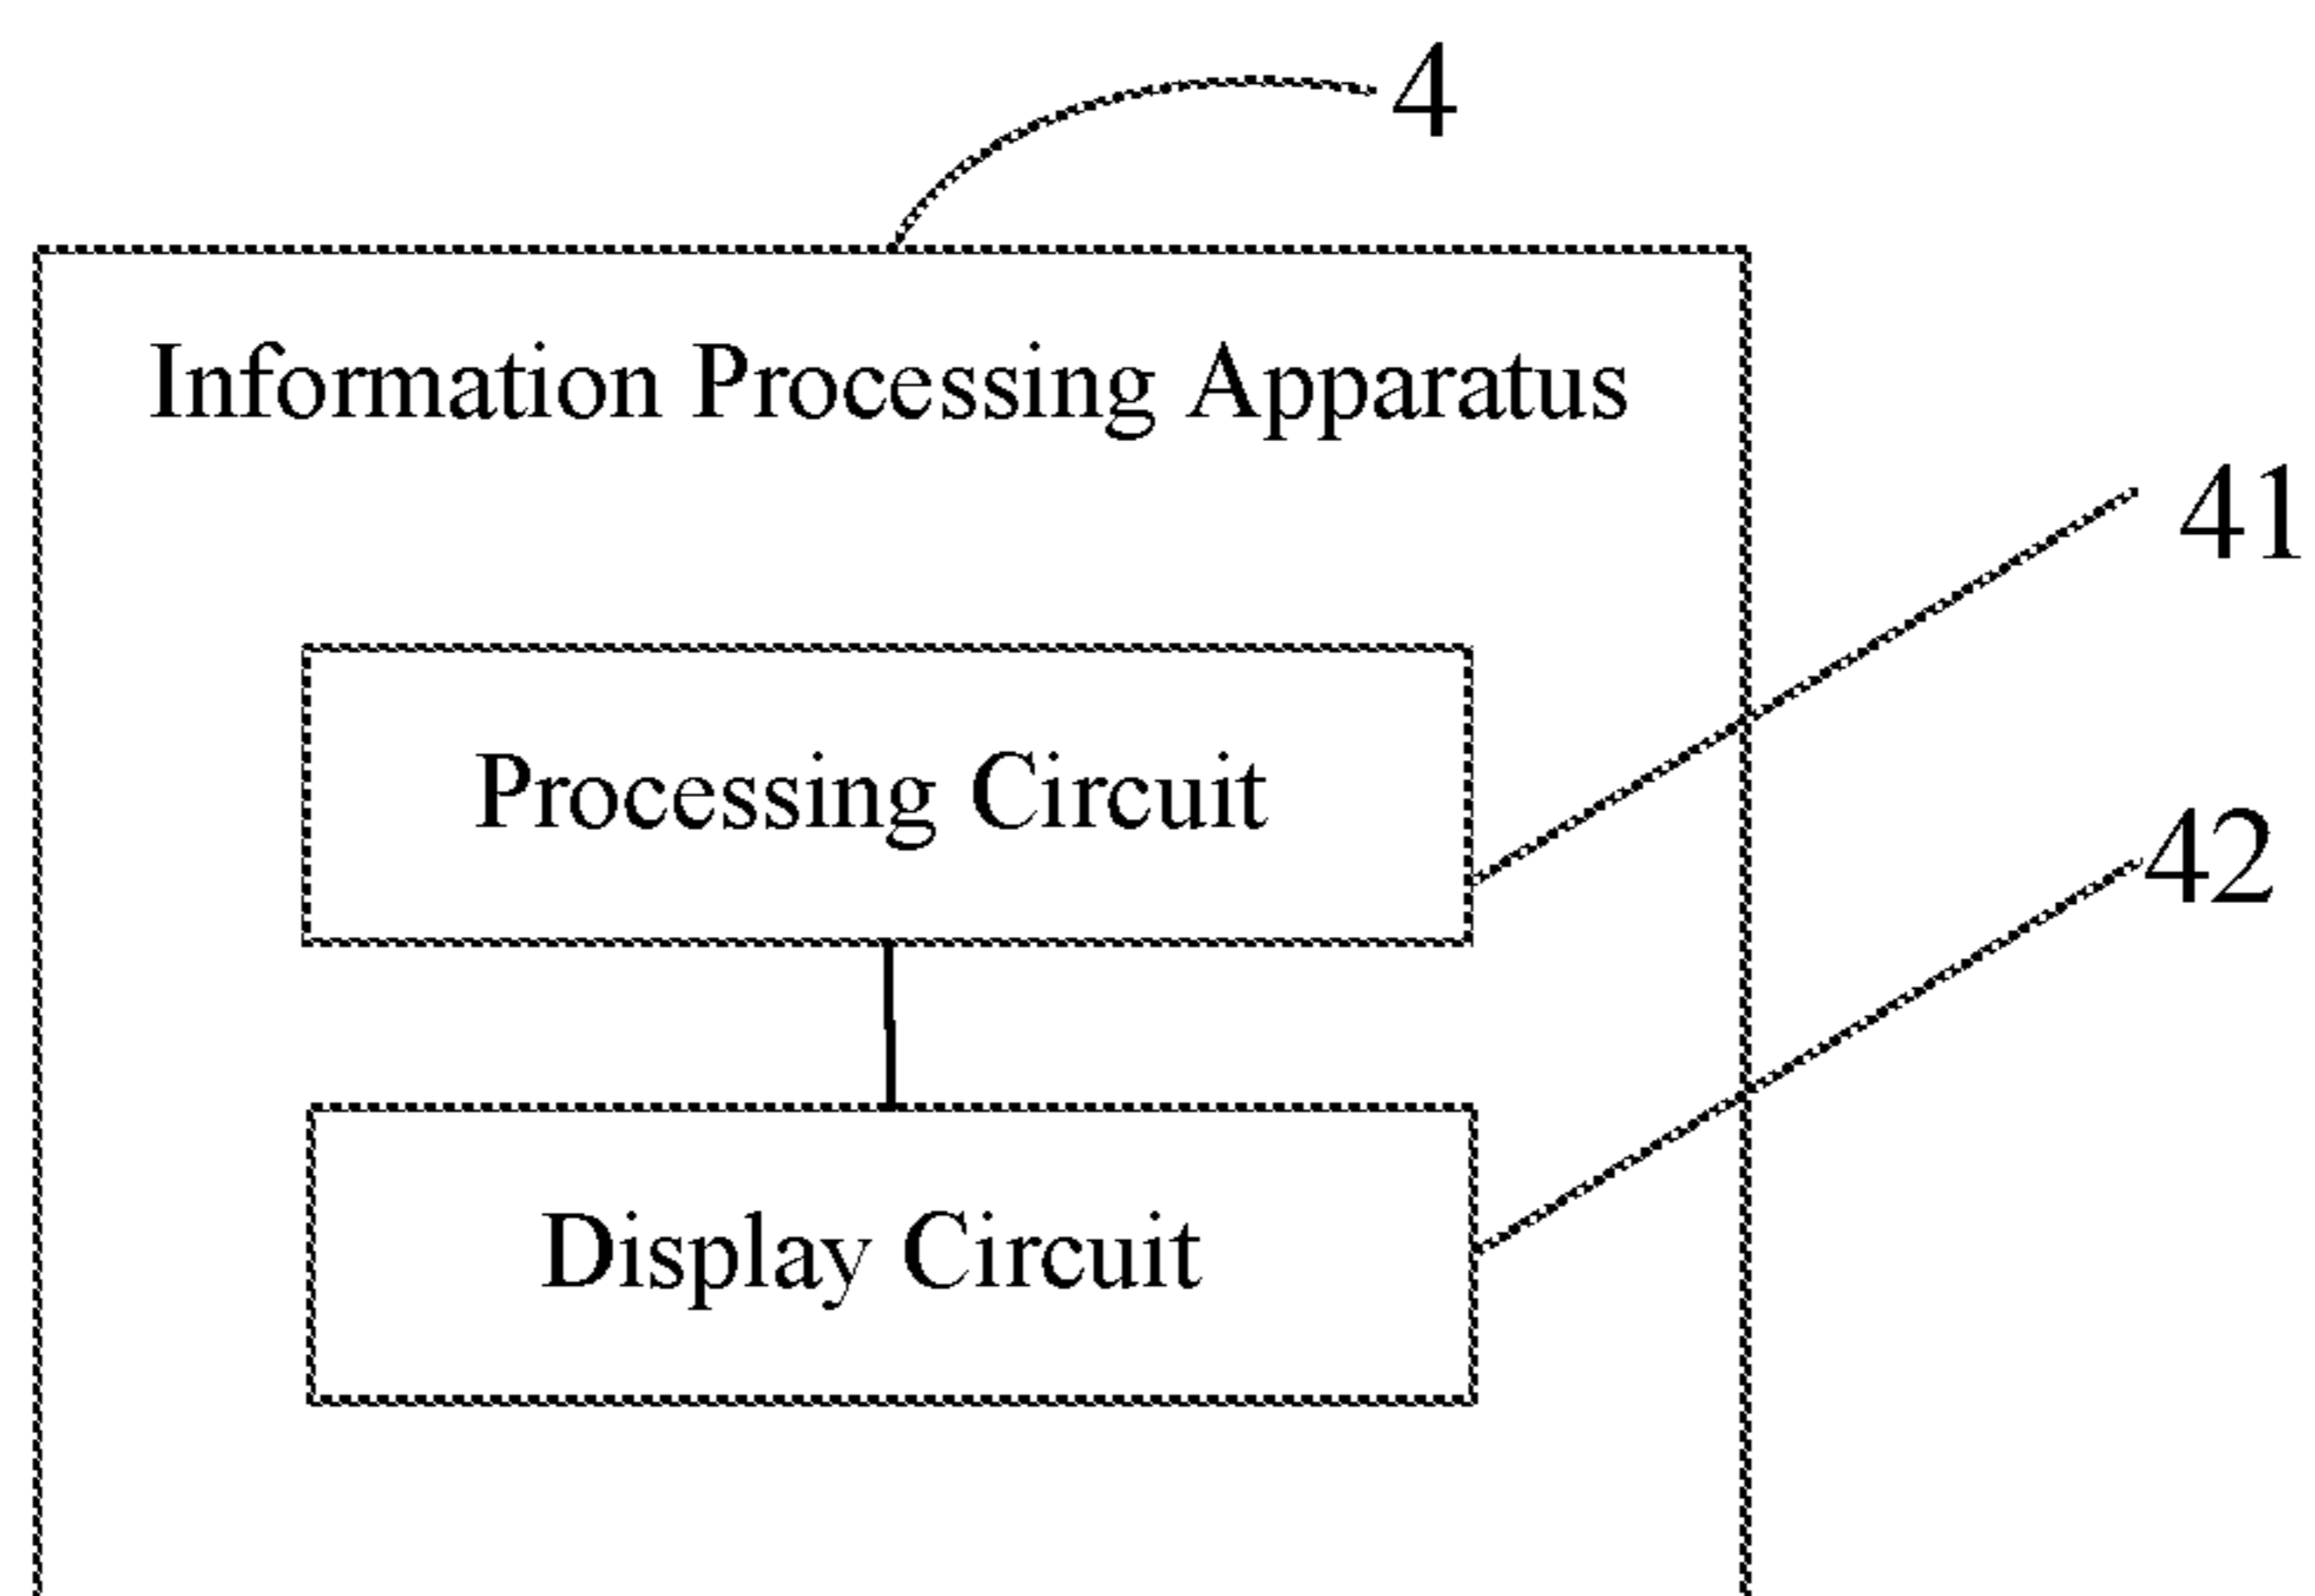 4
Information Processing Apparatus
41
Processing Circuit
42
Display Circuit